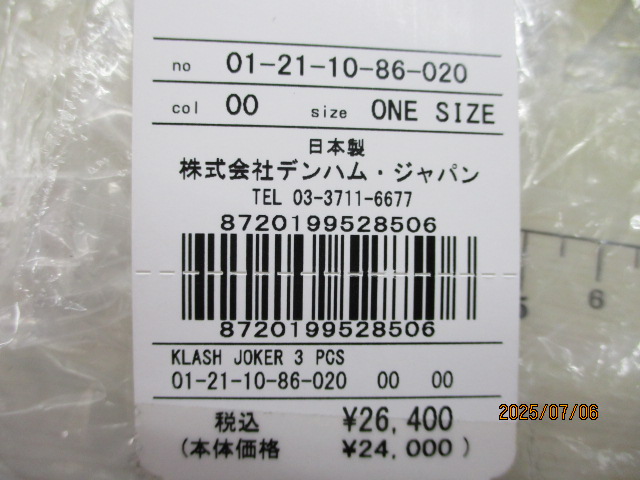 no 01-21-10-86-020
col 00 size ONE SIZE
日本製
株式会社デンハム・ジャパン
TEL 03-3711-6677
8720199528506
8720199528506
KLASH JOKER 3 PCS
01-21-10-86-020 00 00
税込 ¥26,400
(本体価格 ¥24,000)
5 6
2025/07/06